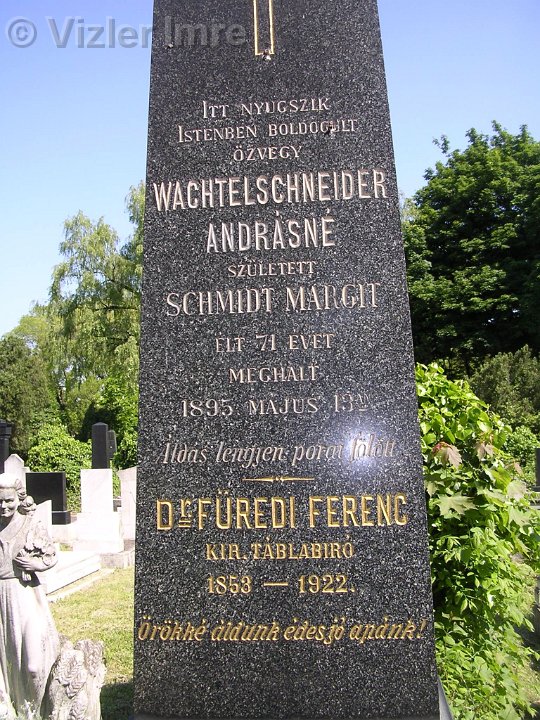 © Vizler Imre
ITT NYUGSZIK
ISTENBEN BOLDOGULT
ÖZVEGY
WACHTELSCHNEIDER
ANDRÁSNÉ
SZÜLETETT
SCHMIDT MARGIT
ÉLT 71 ÉVET
MEGHALT
1895 MÁJUS 13ÁN
Áldás lengjen porai fölött
Dr. FÜREDI FERENC
KIR. TÁBLABIRÓ
1853 — 1922.
Örökké áldunk édes jó apánk!